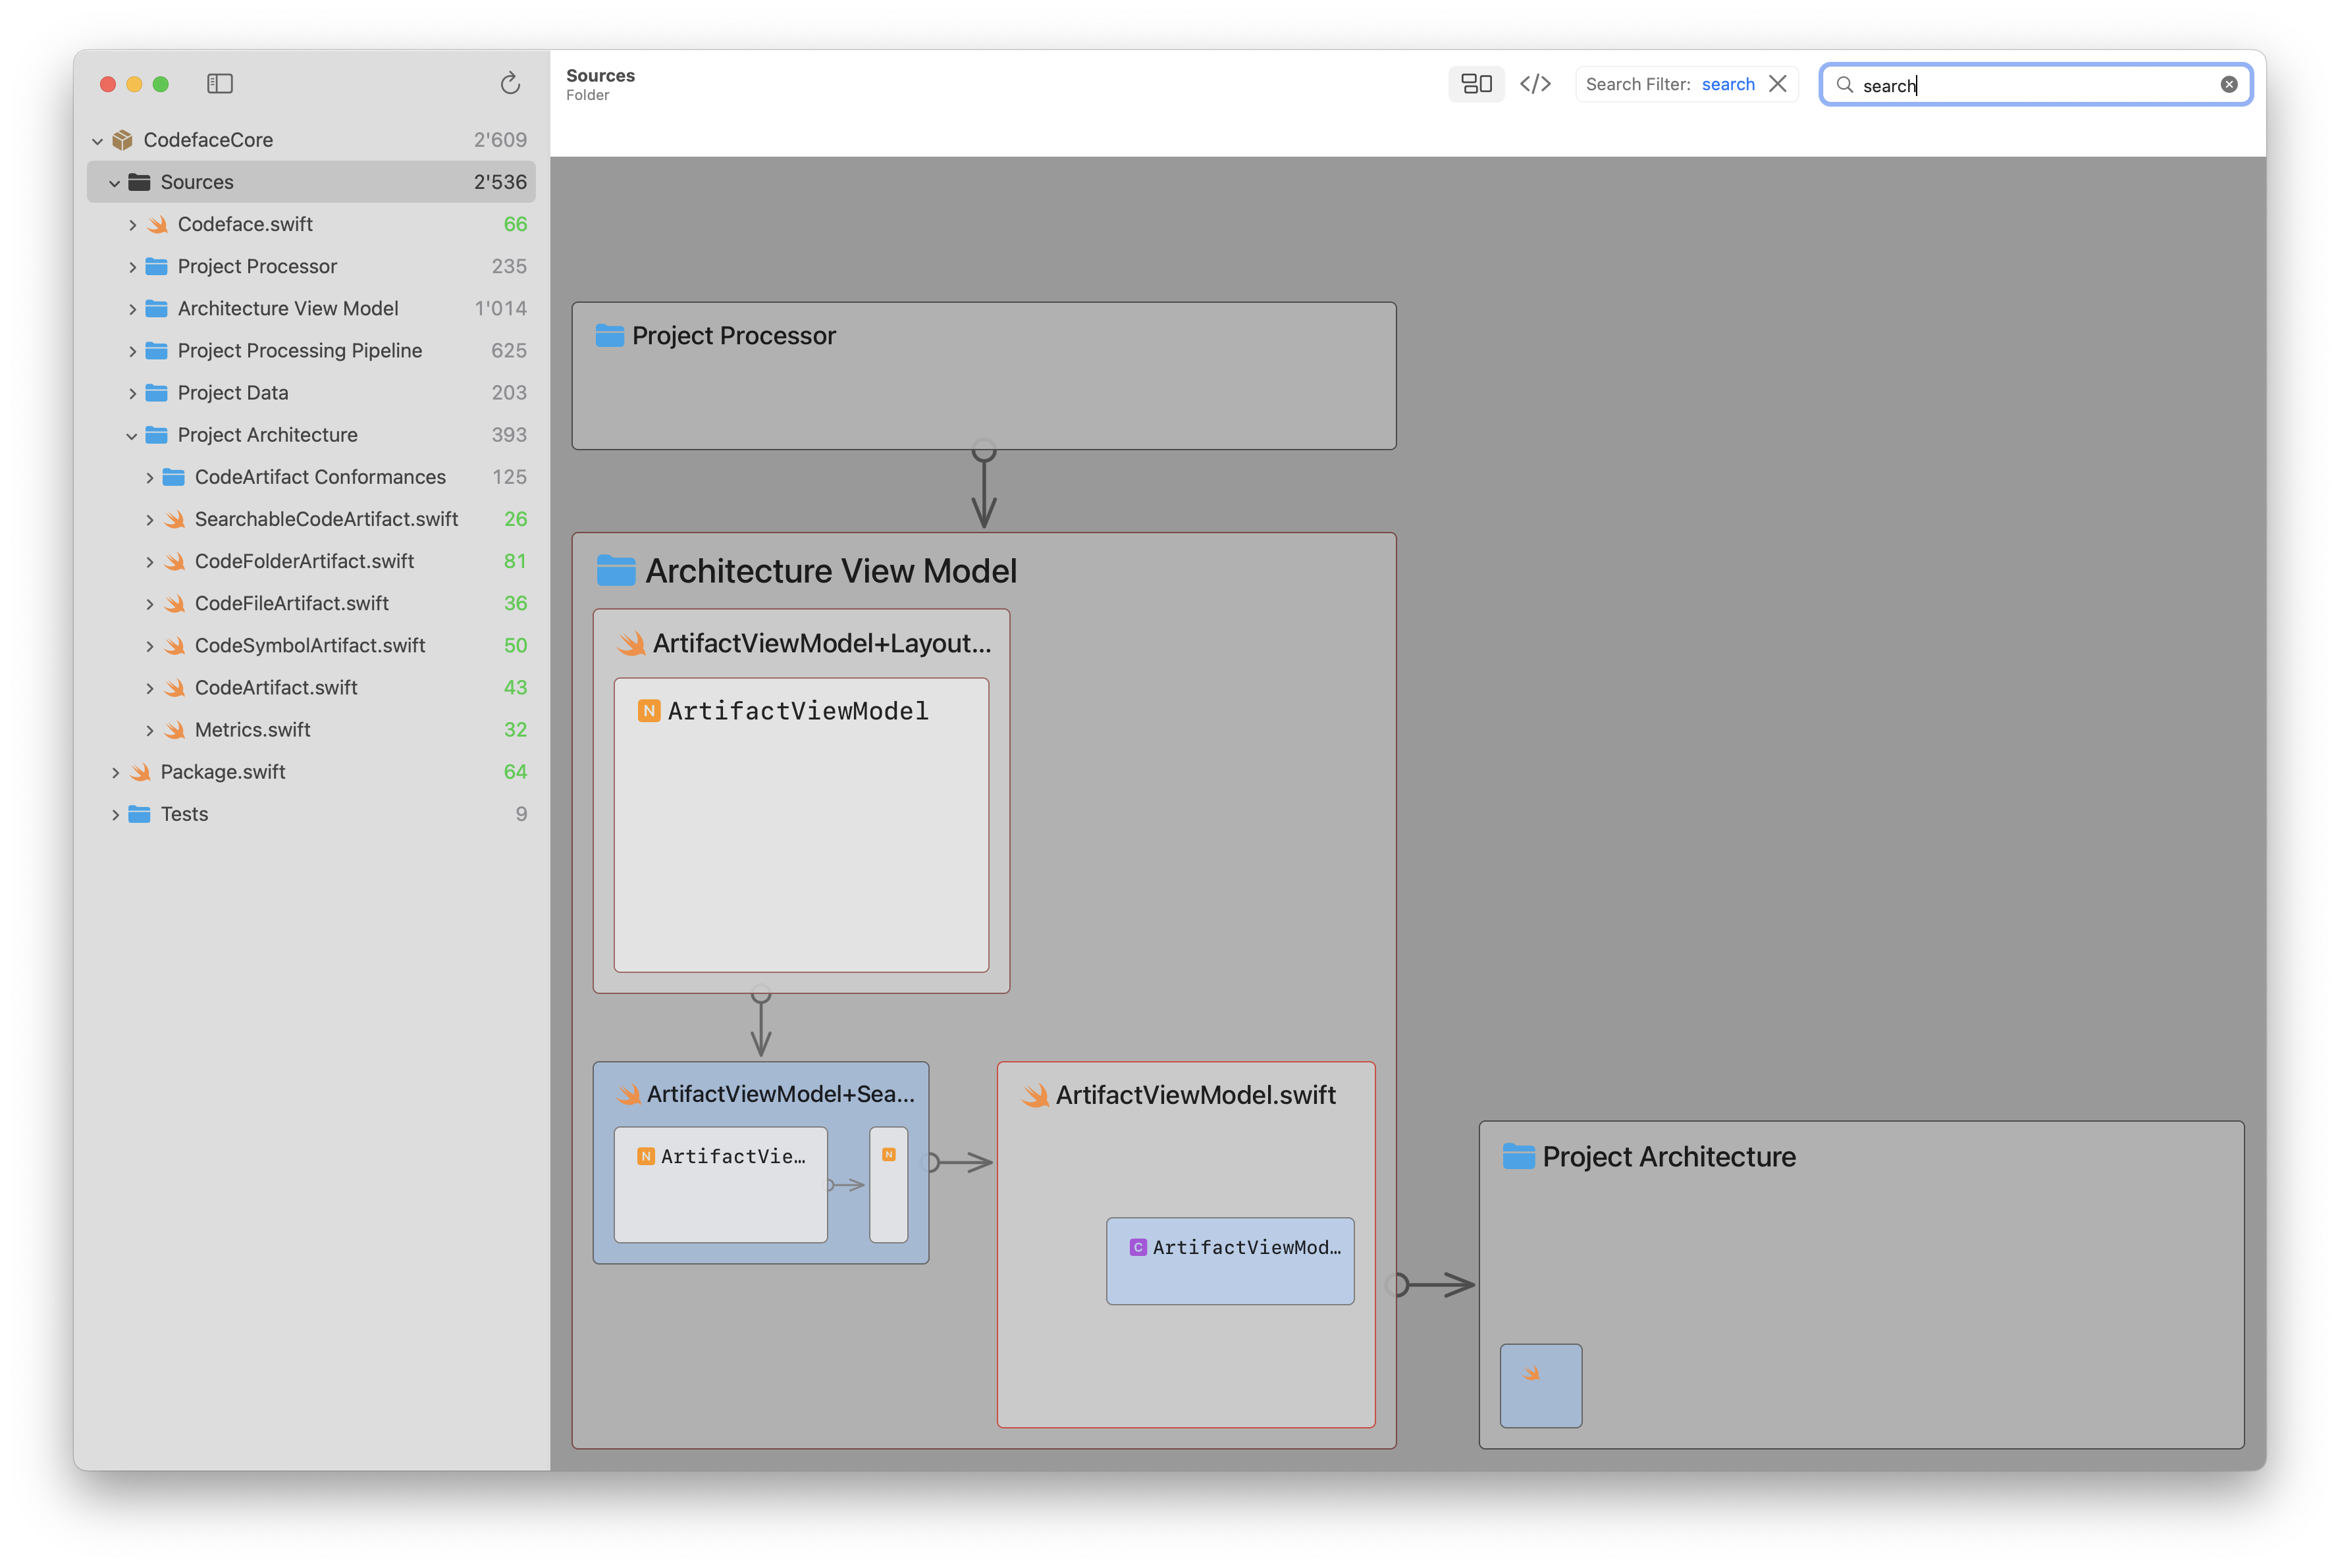 Sources
Folder
Search Filter: search
search
CodefaceCore 2'609
Sources 2'536
Codeface.swift 66
Project Processor 235
Architecture View Model 1'014
Project Processing Pipeline 625
Project Data 203
Project Architecture 393
CodeArtifact Conformances 125
SearchableCodeArtifact.swift 26
CodeFolderArtifact.swift 81
CodeFileArtifact.swift 36
CodeSymbolArtifact.swift 50
CodeArtifact.swift 43
Metrics.swift 32
Package.swift 64
Tests 9
Project Processor
Architecture View Model
ArtifactViewModel+Layout...
N ArtifactViewModel
ArtifactViewModel+Sea...
N ArtifactVie...
N
ArtifactViewModel.swift
C ArtifactViewMod...
Project Architecture